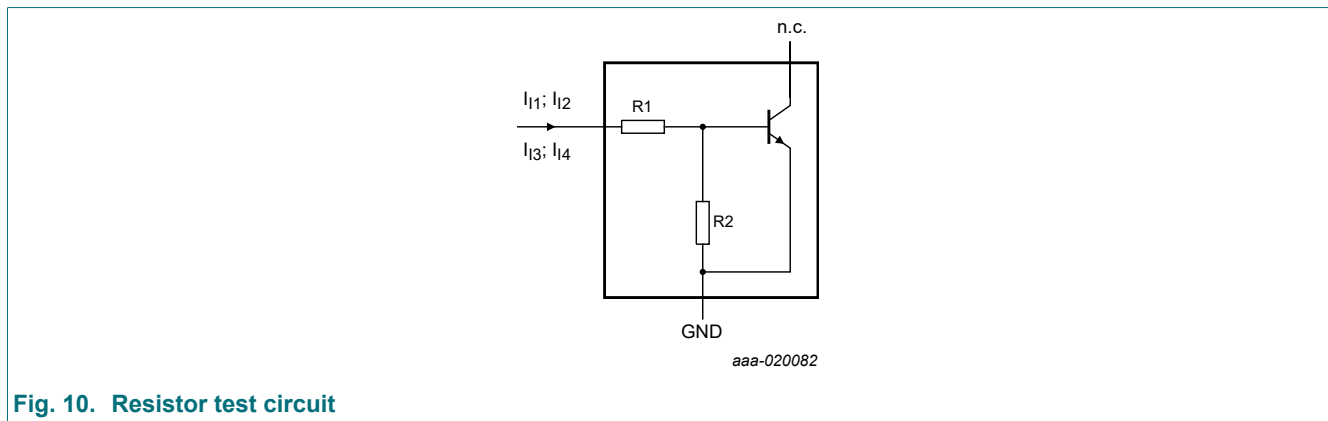 n.c.
I_I1; I_I2
R1
I_I3; I_I4
R2
GND
aaa-020082
Fig. 10. Resistor test circuit